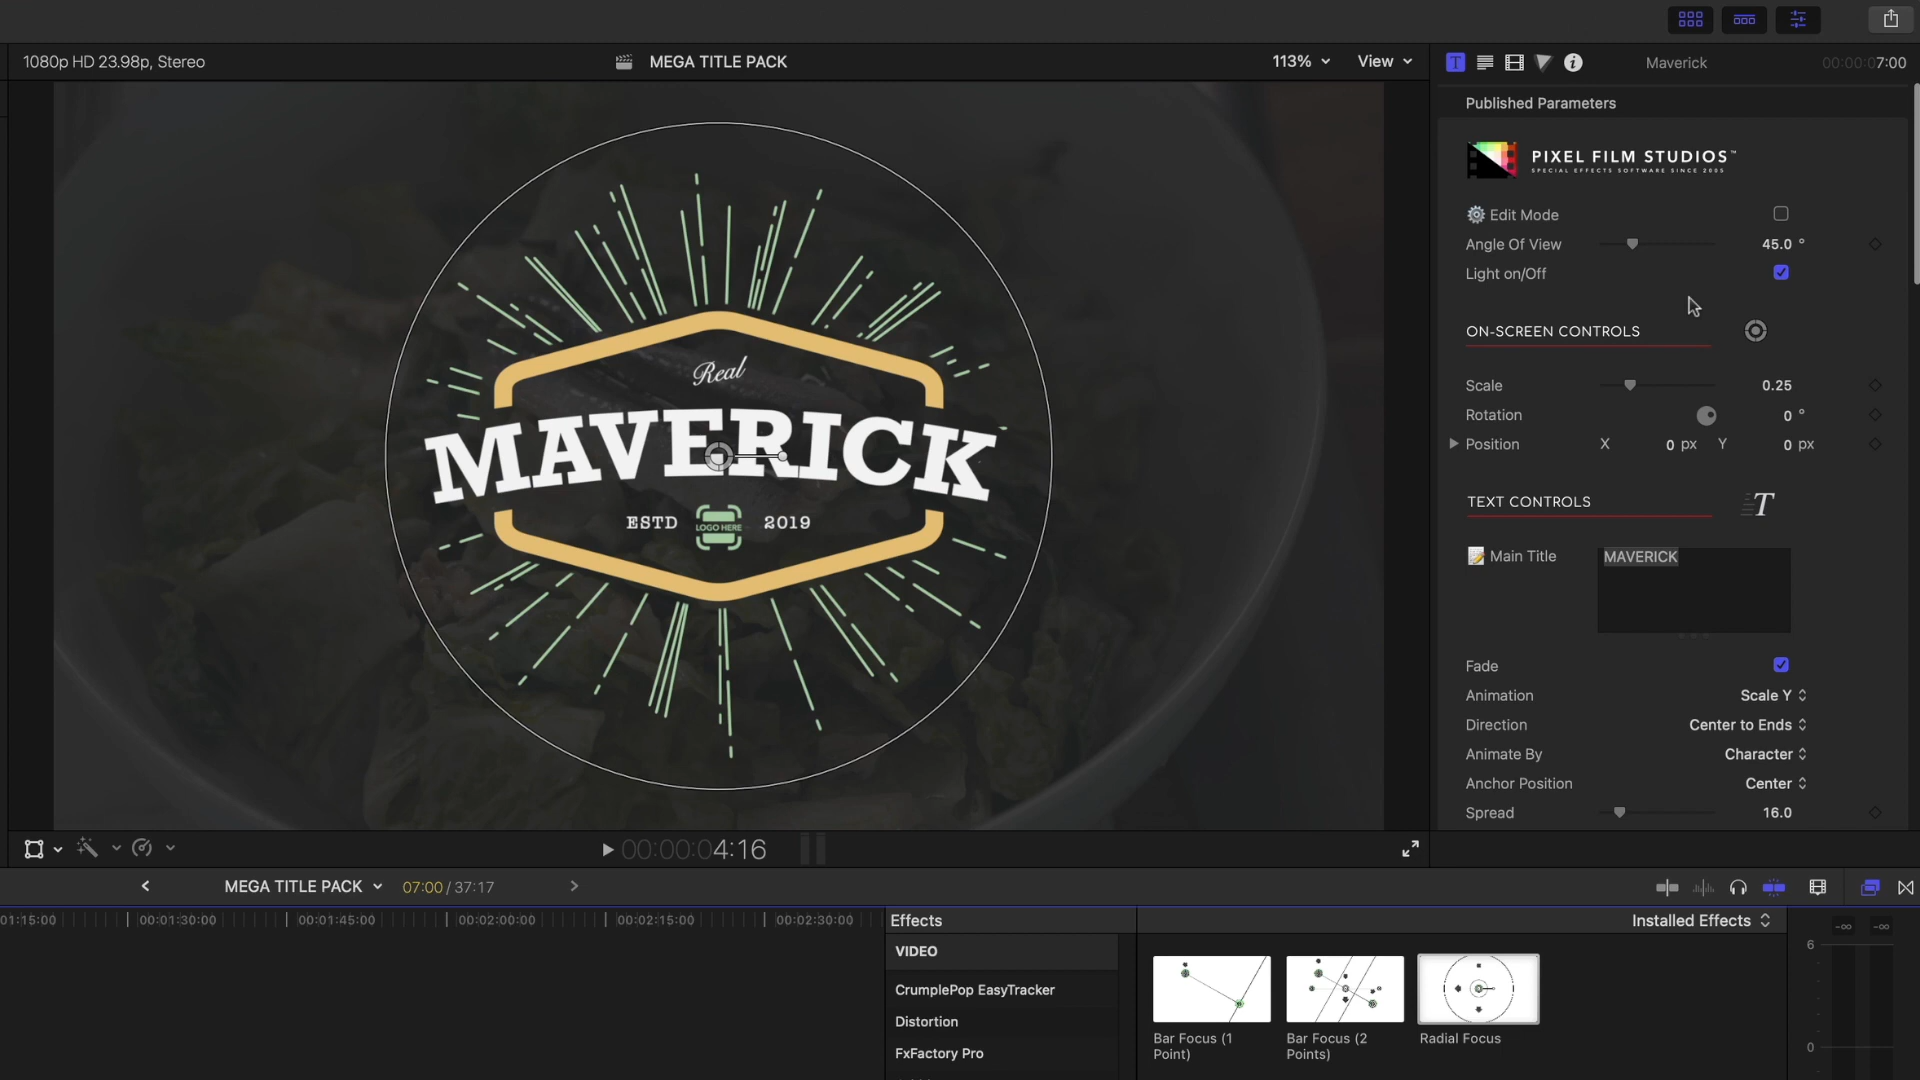 1080p HD 23.98p, Stereo
MEGA TITLE PACK
113%
View
Maverick
00:00:07:00
Published Parameters
PIXEL FILM STUDIOS™
SPECIAL EFFECTS SOFTWARE SINCE 2005
Edit Mode
Angle Of View
45.0 °
Light on/Off
ON-SCREEN CONTROLS
Scale
0.25
Rotation
0 °
Position
X
0 px
Y
0 px
TEXT CONTROLS
T
Main Title
MAVERICK
Fade
Animation
Scale Y
Direction
Center to Ends
Animate By
Character
Anchor Position
Center
Spread
16.0
Real
MAVERICK
ESTD
LOGO HERE
2019
00:00:04:16
MEGA TITLE PACK
07:00 / 37:17
01:15:00
00:01:30:00
00:01:45:00
00:02:00:00
00:02:15:00
00:02:30:00
Effects
Installed Effects
VIDEO
CrumplePop EasyTracker
Distortion
FxFactory Pro
Bar Focus (1
Point)
Bar Focus (2
Points)
Radial Focus
-∞
-∞
6
0